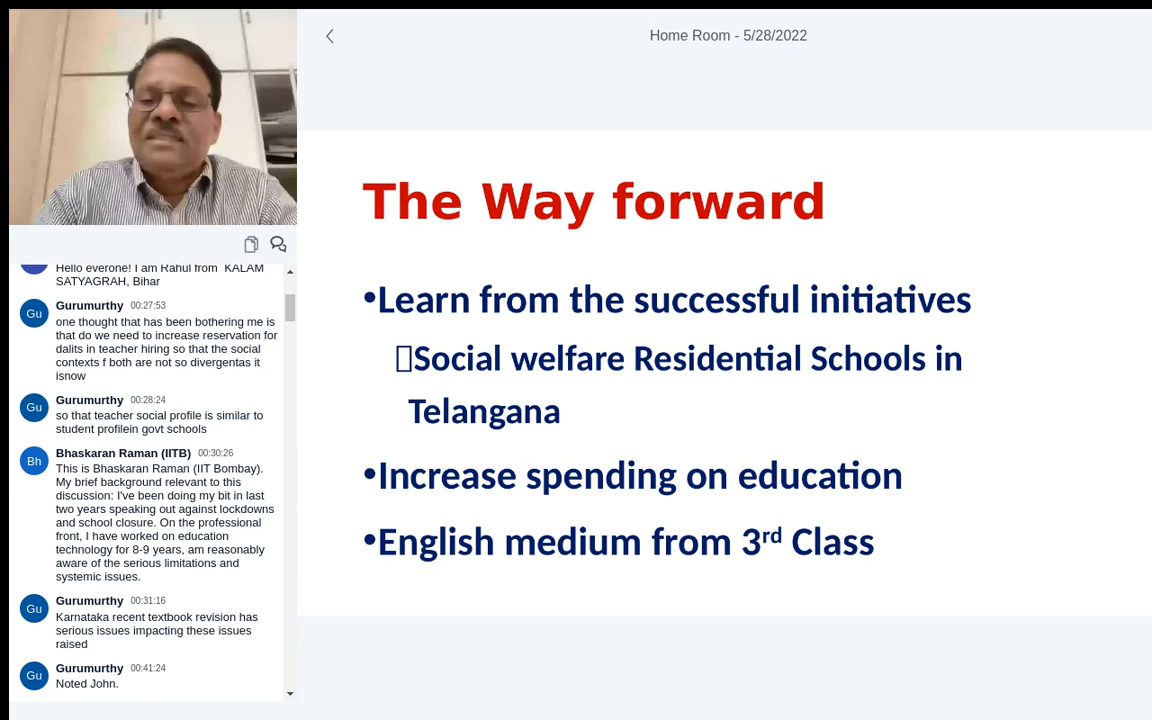 Home Room - 5/28/2022
Hello everone! I am Rahul from KALAM
SATYAGRAH, Bihar
Gu
Gurumurthy 00:27:53
one thought that has been bothering me is
that do we need to increase reservation for
dalits in teacher hiring so that the social
contexts f both are not so divergentas it
isnow
Gu
Gurumurthy 00:28:24
so that teacher social profile is similar to
student profilein govt schools
Bh
Bhaskaran Raman (IITB) 00:30:26
This is Bhaskaran Raman (IIT Bombay).
My brief background relevant to this
discussion: I've been doing my bit in last
two years speaking out against lockdowns
and school closure. On the professional
front, I have worked on education
technology for 8-9 years, am reasonably
aware of the serious limitations and
systemic issues.
Gu
Gurumurthy 00:31:16
Karnataka recent textbook revision has
serious issues impacting these issues
raised
Gu
Gurumurthy 00:41:24
Noted John.
The Way forward
•Learn from the successful initiatives
Social welfare Residential Schools in
Telangana
•Increase spending on education
•English medium from 3rd Class